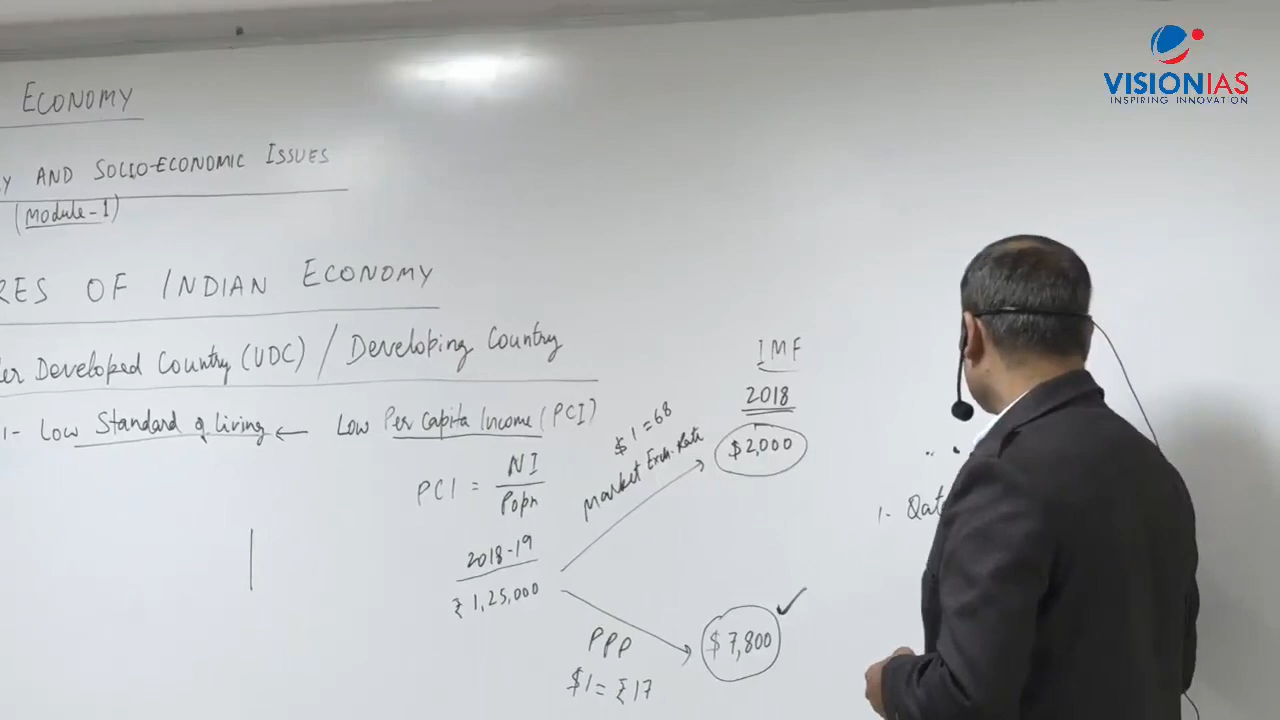 VISIONIAS
INSPIRING INNOVATION
ECONOMY
AND SOCIO-ECONOMIC ISSUES
(Module-1)
OF INDIAN ECONOMY
Developed Country (UDC) / Developing Country
1- Low Standard of Living ← Low Per Capita Income (PCI)
PCI = NI
Popn
2018-19
₹ 1,25,000
$1=68
Market Exch. Rate
IMF
2018
$2,000
PPP
$1=₹17
$7,800 ✓
1-